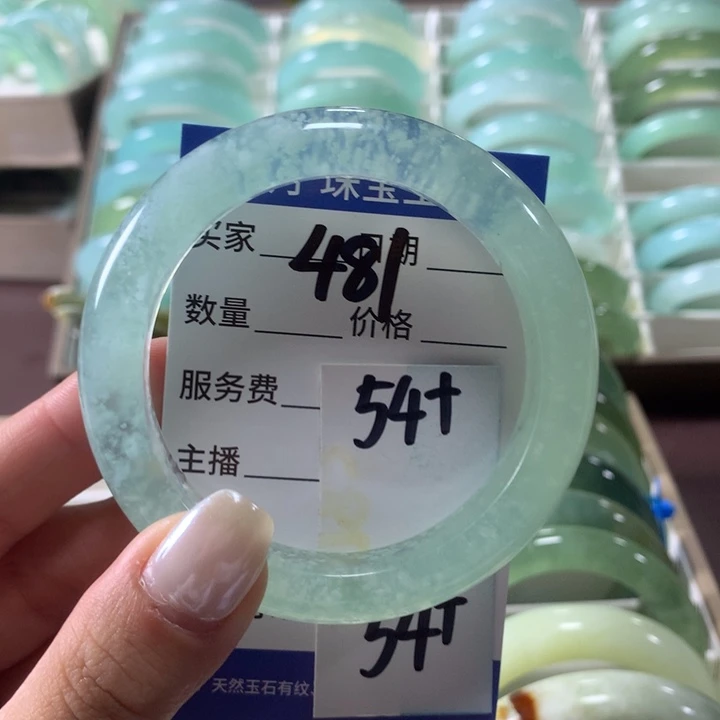 珠宝
买家 日期
481
数量 价格
服务费
54+
主播
54+
天然玉石有纹、